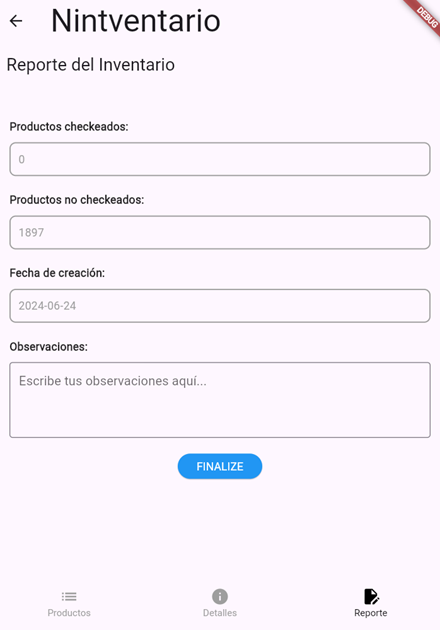 Nintventario
DEBUG
Reporte del Inventario
Productos checkeados:
0
Productos no checkeados:
1897
Fecha de creación:
2024-06-24
Observaciones:
Escribe tus observaciones aquí...
FINALIZE
Productos
Detalles
Reporte